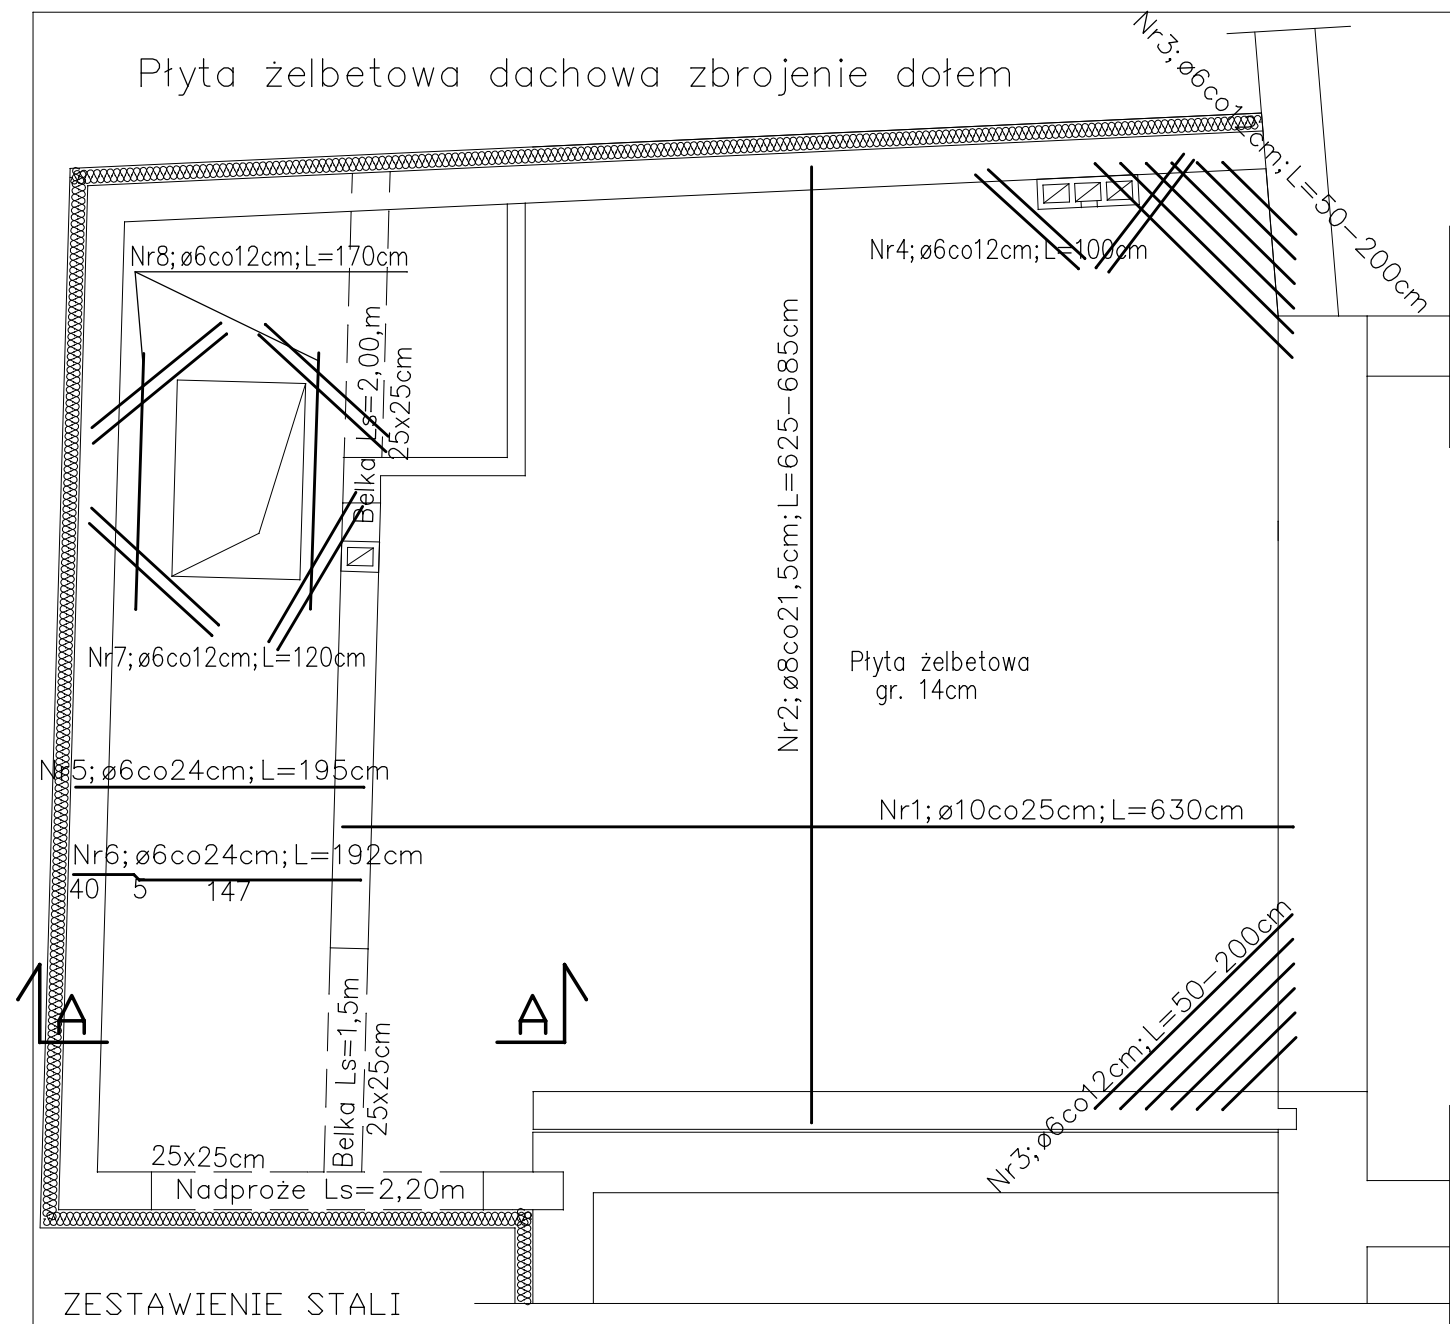 Płyta żelbetowa dachowa zbrojenie dołem
Nr3; ø6co12cm; L=50-200cm
Nr8; ø6co12cm; L=170cm
Nr4; ø6co12cm; L=100cm
Belka Ls=2,00,m
25x25cm
Nr2; ø8co21,5cm; L=625-685cm
Płyta żelbetowa
gr. 14cm
Nr7; ø6co12cm; L=120cm
Nr5; ø6co24cm; L=195cm
Nr1; ø10co25cm; L=630cm
Nr6; ø6co24cm; L=192cm
40 5 147
A A
Belka Ls=1,5m
25x25cm
Nr3; ø6co12cm; L=50-200cm
25x25cm
Nadproże Ls=2,20m
ZESTAWIENIE STALI